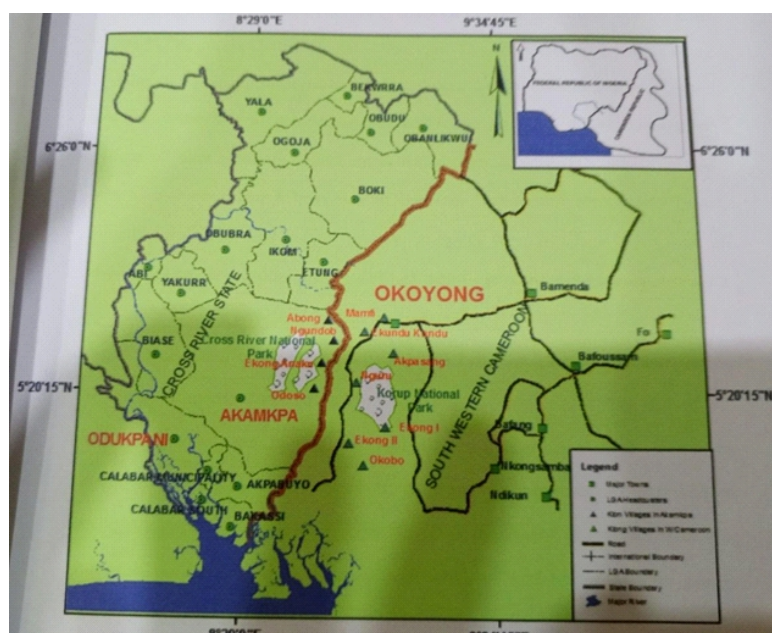 8°29'0"E
9°34'45"E
N
6°26'0"N
6°26'0"N
FEDERAL REPUBLIC OF NIGERIA
BEKWRRA
YALA
OBUDU
OBANLIKWU
OGOJA
BOKI
OBUBRA
IKOM
ETUNG
ABI
YAKURR
CROSS RIVER STATE
OKOYONG
Bamenda
Abong
Mamfi
Ngundob
Ekundu Kundu
BIASE
Cross River National
Park
Akpasang
Bafoussam
Ekong Anaku
Aguru
5°20'15"N
5°20'15"N
Odoso
Korup National
Park
AKAMKPA
SOUTH WESTERN CAMEROON
Ekong I
ODUKPANI
Ekong II
Nkongsamba
Okobo
CALABAR MUNICIPALITY
AKPABUYO
Ndikun
CALABAR SOUTH
BAKASSI
Legend
Major Towns
LGA Headquarters
Road
International Boundary
LGA Boundary
State Boundary
Major River